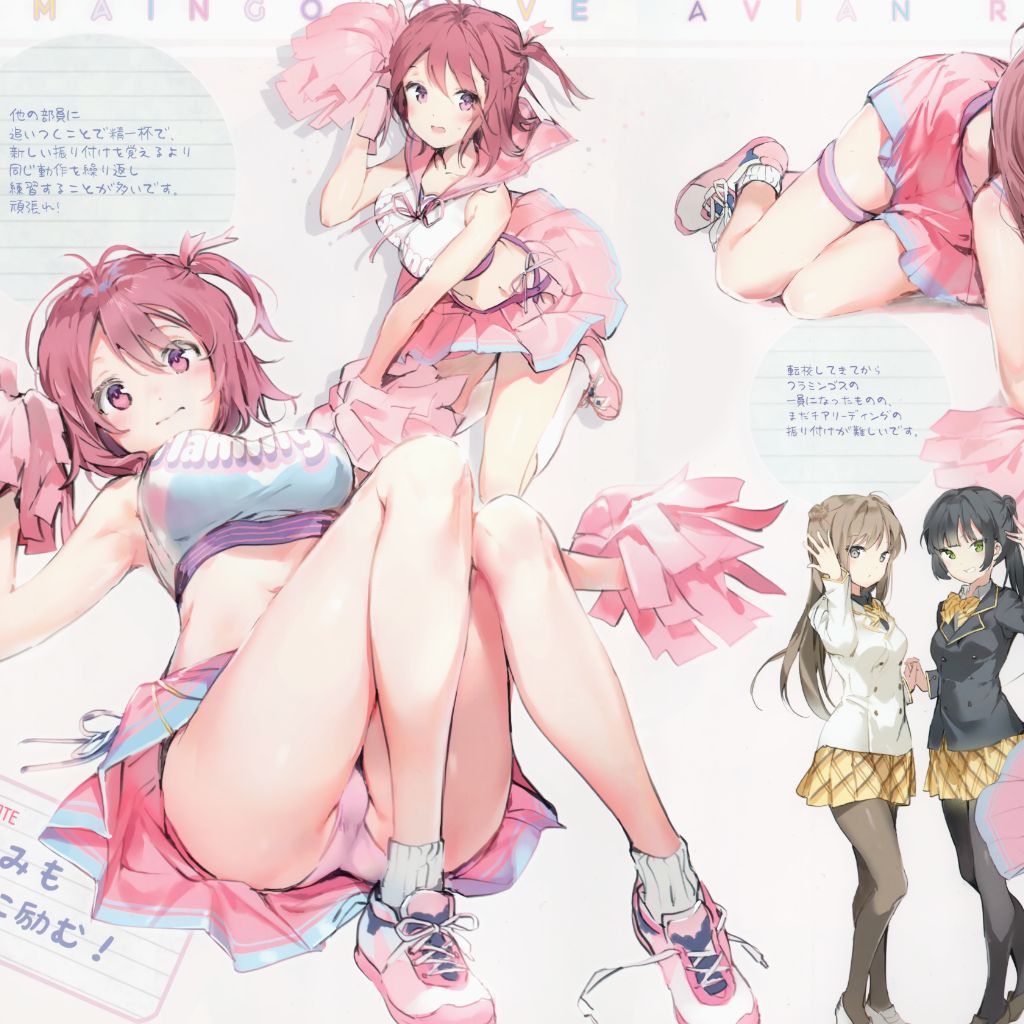 MAINGO VE AVIAN R
他の部員に
追いつくことで精一杯で、
新しい振り付けを覚えるより
同じ動作を繰り返し
練習することが多いです。
頑張れ!
転校してきてから
フラミンゴスの
一員になったものの、
まだチアリーディングの
振り付けが難しいです。
みも
に励む!